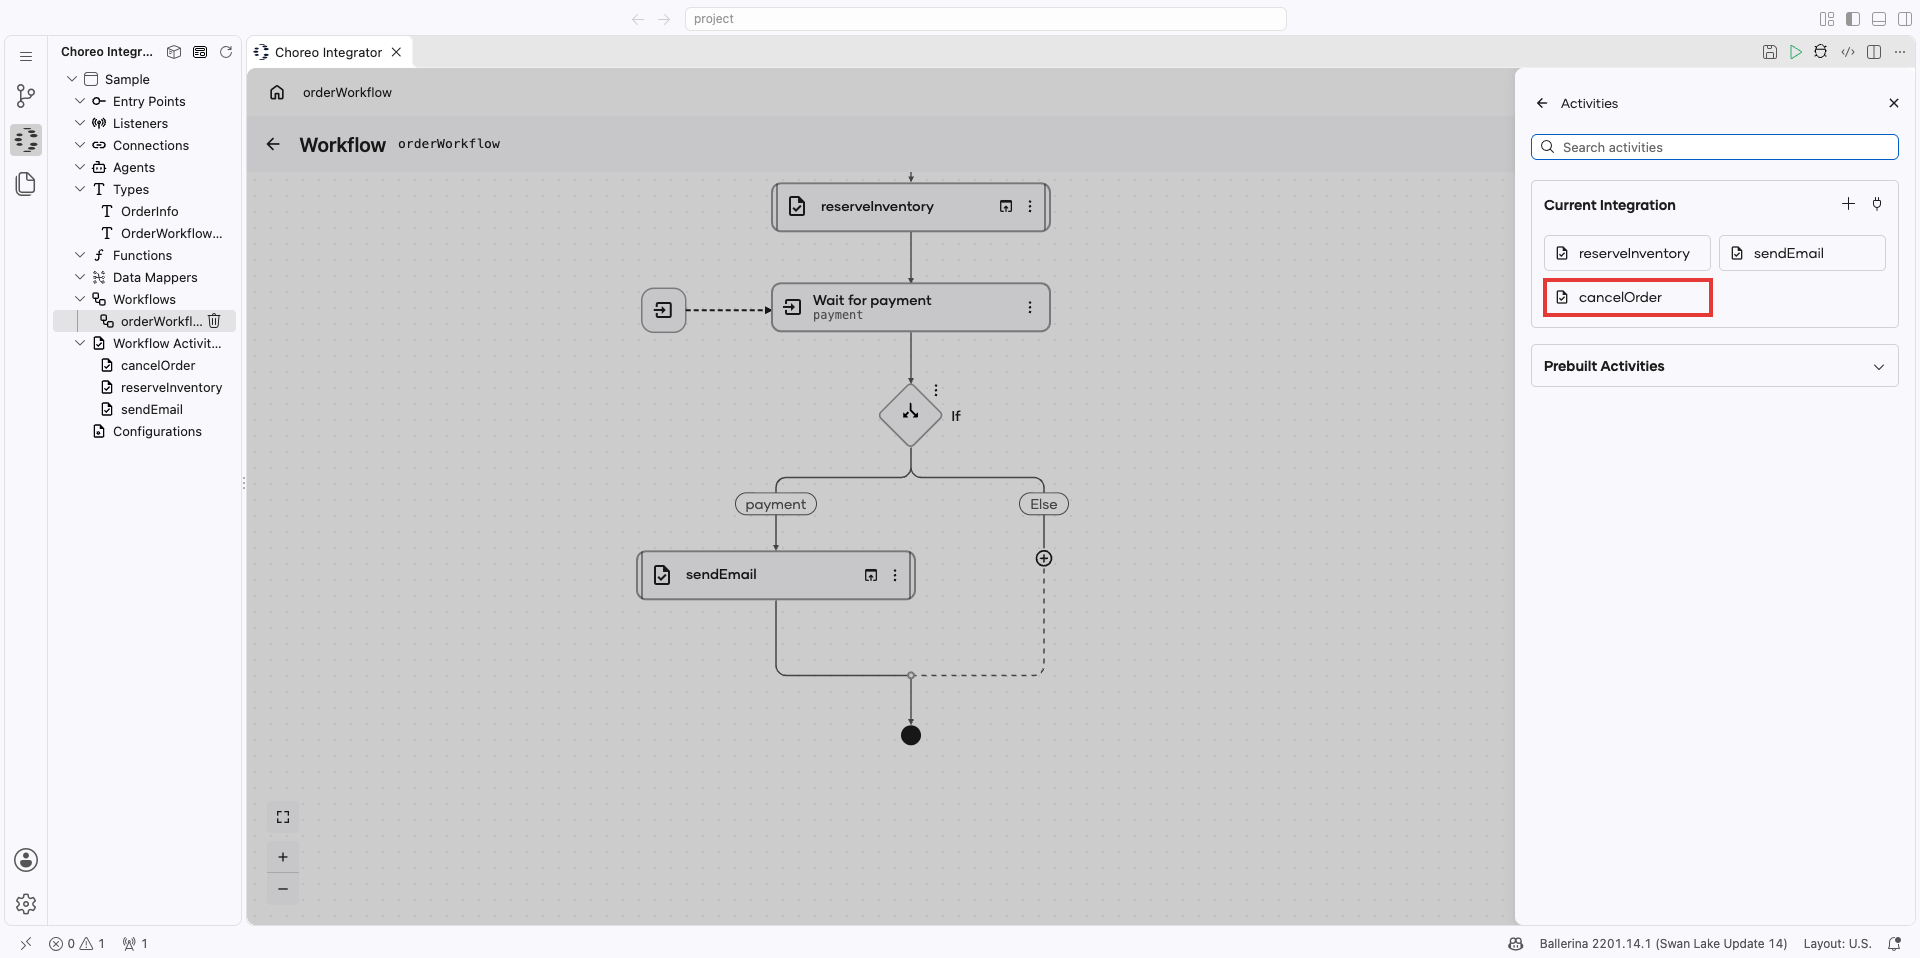 project
Choreo Integr...
Choreo Integrator
Sample
Entry Points
Listeners
Connections
Agents
Types
OrderInfo
OrderWorkflow...
Functions
Data Mappers
Workflows
orderWorkfl...
Workflow Activit...
cancelOrder
reserveInventory
sendEmail
Configurations
orderWorkflow
Workflow orderWorkflow
reserveInventory
Wait for payment
payment
If
payment
Else
sendEmail
Activities
Search activities
Current Integration
reserveInventory
sendEmail
cancelOrder
Prebuilt Activities
0 1 1
Ballerina 2201.14.1 (Swan Lake Update 14) Layout: U.S.